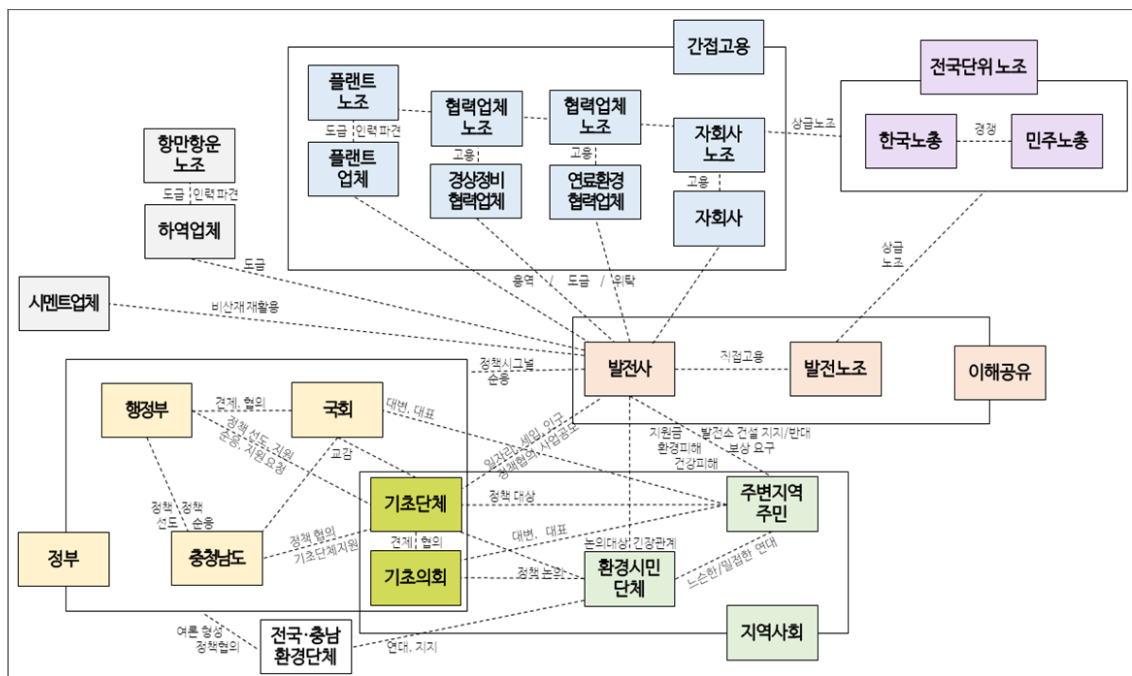 간접고용
전국단위 노조
플랜트
노조
협력업체
노조
협력업체
노조
자회사
노조
상급노조
한국노총
경쟁
민주노총
항만항운
노조
도급 인력 파견
고용
고용
고용
플랜트
업체
경상정비
협력업체
연료환경
협력업체
자회사
도급 인력 파견
하역업체
도급
용역 / 도급 / 위탁
상급
노조
시멘트업체
비산재 재활용
정책시그널
순응
발전사
직접고용
발전노조
이해공유
행정부
견제, 협의
국회
대변, 대표
정책 선도, 지원
순응, 지원 요청
교감
일자리, 세입, 인구
정책협의, 사업공모
지원금
환경피해
건강피해
발전소 건설 지지/반대
보상 요구
기초단체
정책 대상
주변지역
주민
정책
선도
정책
순응
정부
충청남도
정책 협의
기초단체지원
견제 협의
대변, 대표
논의대상 긴장관계
기초의회
정책 논의
환경시민
단체
느슨한/밀접한 연대
여론 형성
정책협의
전국·충남
환경단체
연대, 지지
지역사회